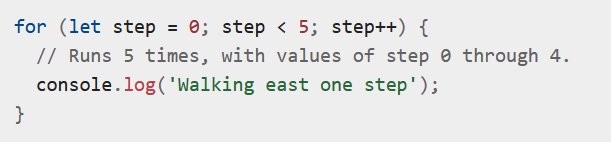 for (let step = 0; step < 5; step++) {
  // Runs 5 times, with values of step 0 through 4.
  console.log('Walking east one step');
}